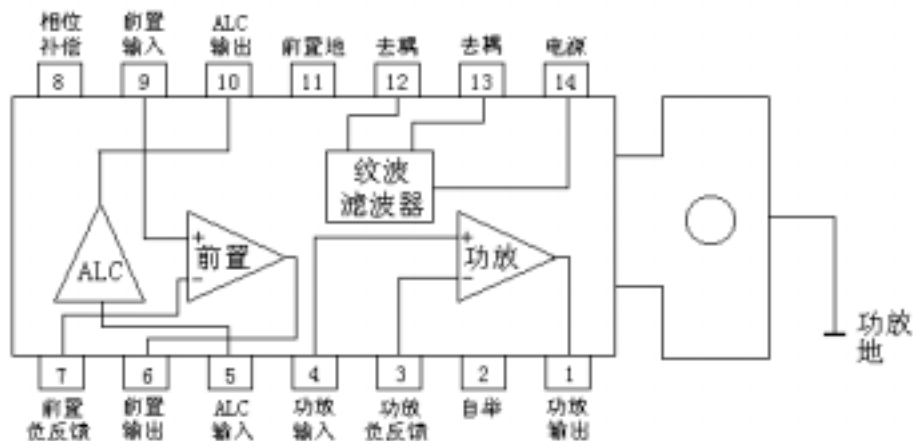 相位
补偿
前置
输入
ALC
输出
前置地
去耦
去耦
电源
8
9
10
11
12
13
14
纹波
滤波器
+
前置
-
ALC
+
功放
-
功放
地
7
6
5
4
3
2
1
前置
负反馈
前置
输出
ALC
输入
功放
输入
功放
负反馈
自举
功放
输出